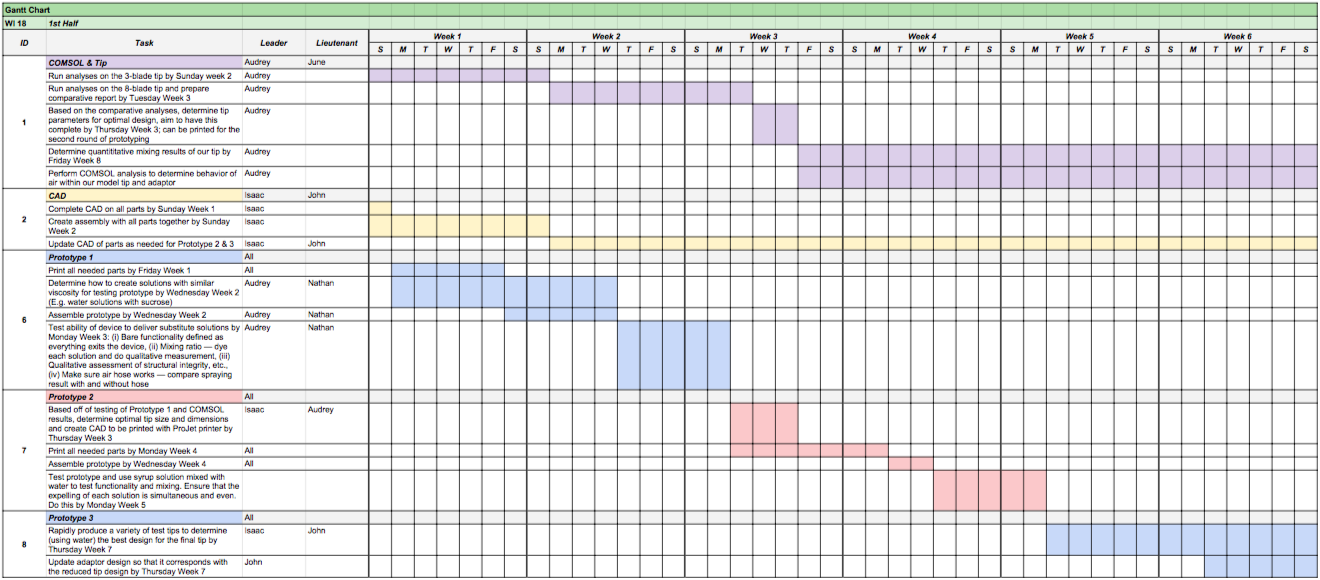 Gantt Chart
WI 18 1st Half
ID Task Leader Lieutenant Week 1 Week 2 Week 3 Week 4 Week 5 Week 6
S M T W T F S S M T W T F S S M T W T F S S M T W T F S S M T W T F S S M T W T F S
1
COMSOL & Tip Audrey June
Run analyses on the 3-blade tip by Sunday week 2 Audrey
Run analyses on the 8-blade tip and prepare Audrey
comparative report by Tuesday Week 3
Based on the comparative analyses, determine tip Audrey
parameters for optimal design, aim to have this
complete by Thursday Week 3; can be printed for the
second round of prototyping
Determine quantititative mixing results of our tip by Audrey
Friday Week 8
Perform COMSOL analysis to determine behavior of Audrey
air within our model tip and adaptor
2
CAD Isaac John
Complete CAD on all parts by Sunday Week 1 Isaac
Create assembly with all parts together by Sunday Isaac
Week 2
Update CAD of parts as needed for Prototype 2 & 3 Isaac John
6
Prototype 1 All
Print all needed parts by Friday Week 1 All
Determine how to create solutions with similar Audrey Nathan
viscosity for testing prototype by Wednesday Week 2
(E.g. water solutions with sucrose)
Assemble prototype by Wednesday Week 2 Audrey Nathan
Test ability of device to deliver substitute solutions by Audrey Nathan
Monday Week 3: (i) Bare functionality defined as
everything exits the device, (ii) Mixing ratio — dye
each solution and do qualitative measurement, (iii)
Qualitative assessment of structural integrity, etc.,
(iv) Make sure air hose works — compare spraying
result with and without hose
7
Prototype 2 All
Based off of testing of Prototype 1 and COMSOL Isaac Audrey
results, determine optimal tip size and dimensions
and create CAD to be printed with ProJet printer by
Thursday Week 3
Print all needed parts by Monday Week 4 All
Assemble prototype by Wednesday Week 4 All
Test prototype and use syrup solution mixed with
water to test functionality and mixing. Ensure that the
expelling of each solution is simultaneous and even.
Do this by Monday Week 5
8
Prototype 3 All
Rapidly produce a variety of test tips to determine Isaac John
(using water) the best design for the final tip by
Thursday Week 7
Update adaptor design so that it corresponds with John
the reduced tip design by Thursday Week 7